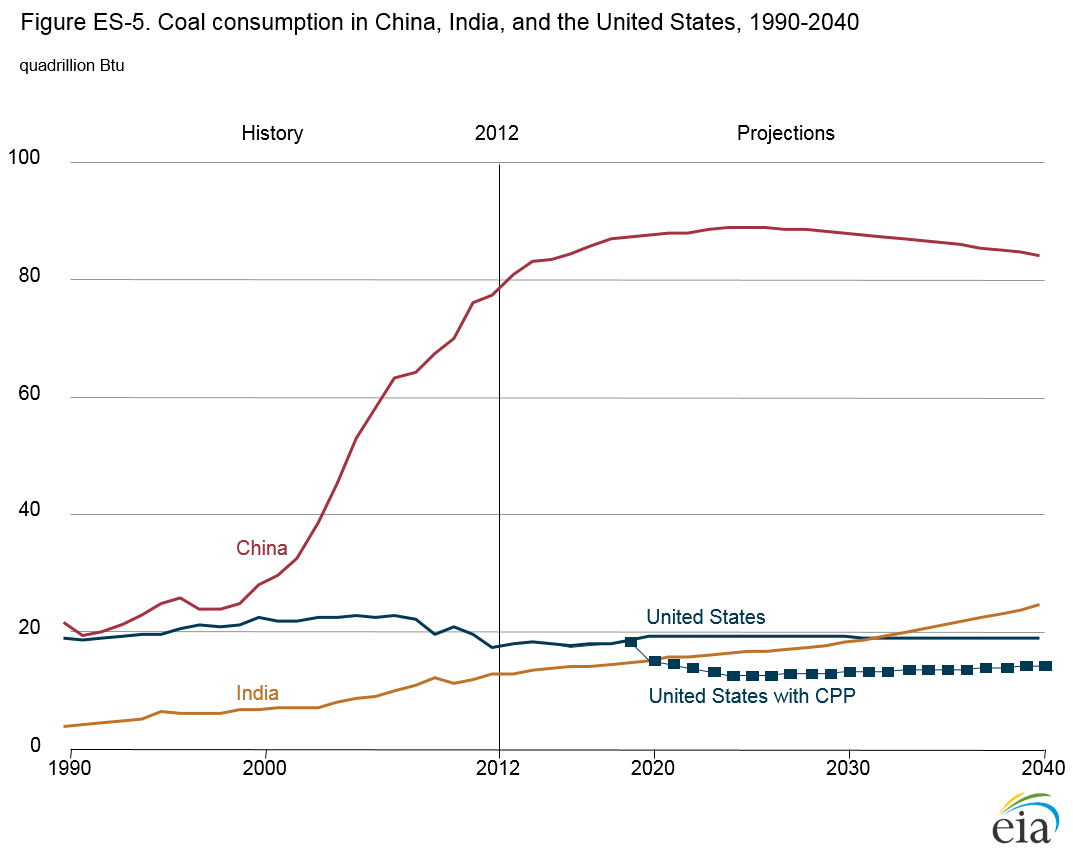 Figure ES-5. Coal consumption in China, India, and the United States, 1990-2040
quadrillion Btu
History 2012 Projections
100
80
60
40
China
20
United States
India
United States with CPP
0
1990 2000 2012 2020 2030 2040
eia